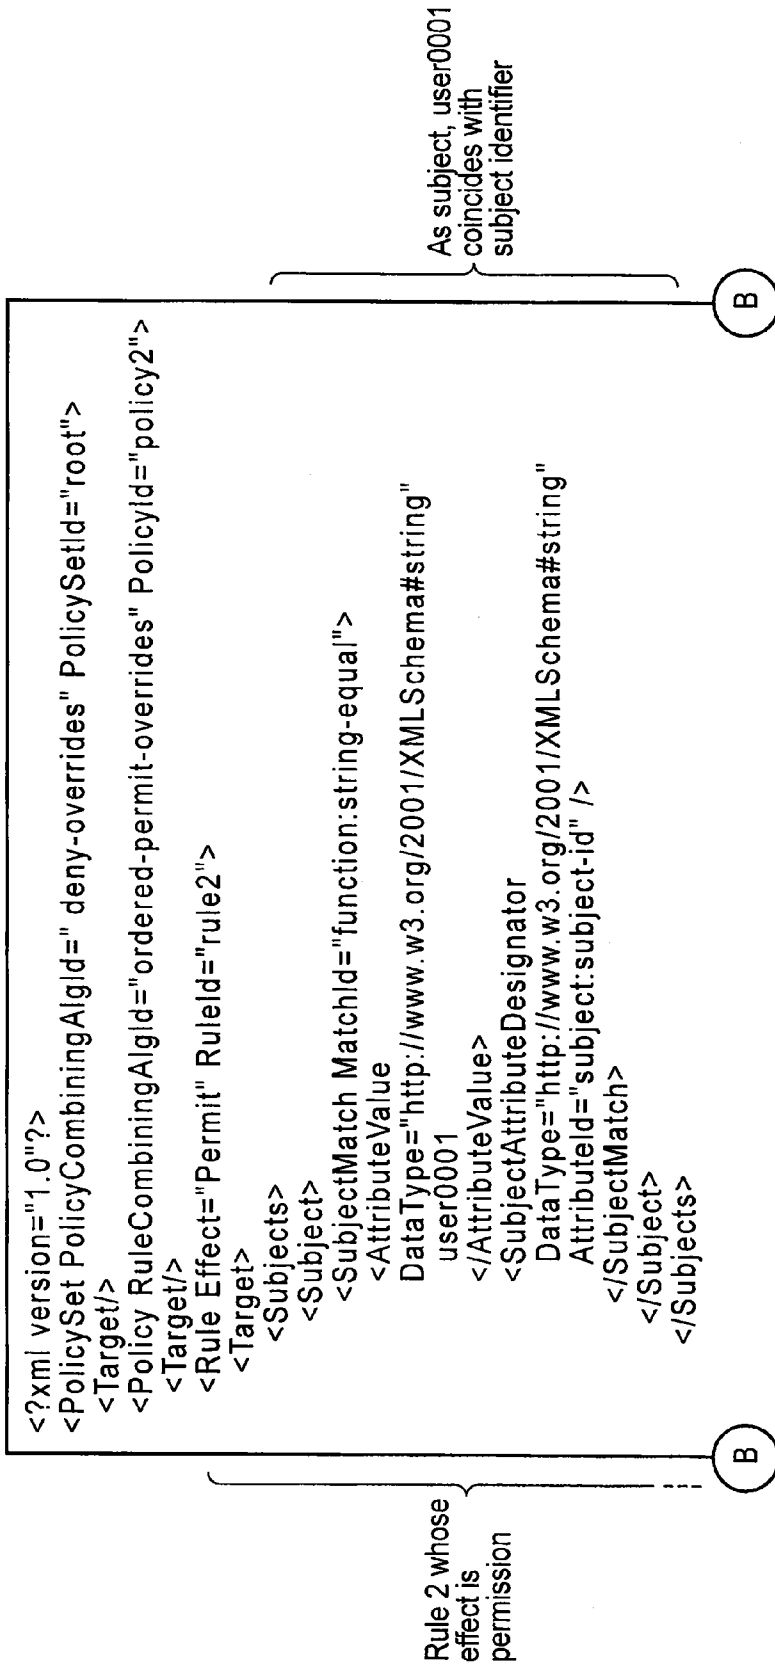 <?xml version="1.0"?>
<PolicySet PolicyCombiningAlgId=" deny-overrides" PolicySetId="root">
<Target/>
<Policy RuleCombiningAlgId="ordered-permit-overrides" PolicyId="policy2">
<Target/>
<Rule Effect="Permit" RuleId="rule2">
<Target>
<Subjects>
<Subject>
<SubjectMatch MatchId="function:string-equal">
<AttributeValue
DataType="http://www.w3.org/2001/XMLSchema#string"
user0001
</AttributeValue>
<SubjectAttributeDesignator
DataType="http://www.w3.org/2001/XMLSchema#string"
AttributeId="subject:subject-id" />
</SubjectMatch>
</Subject>
</Subjects>
Rule 2 whose
effect is
permission
As subject, user0001
coincides with
subject identifier
B
B